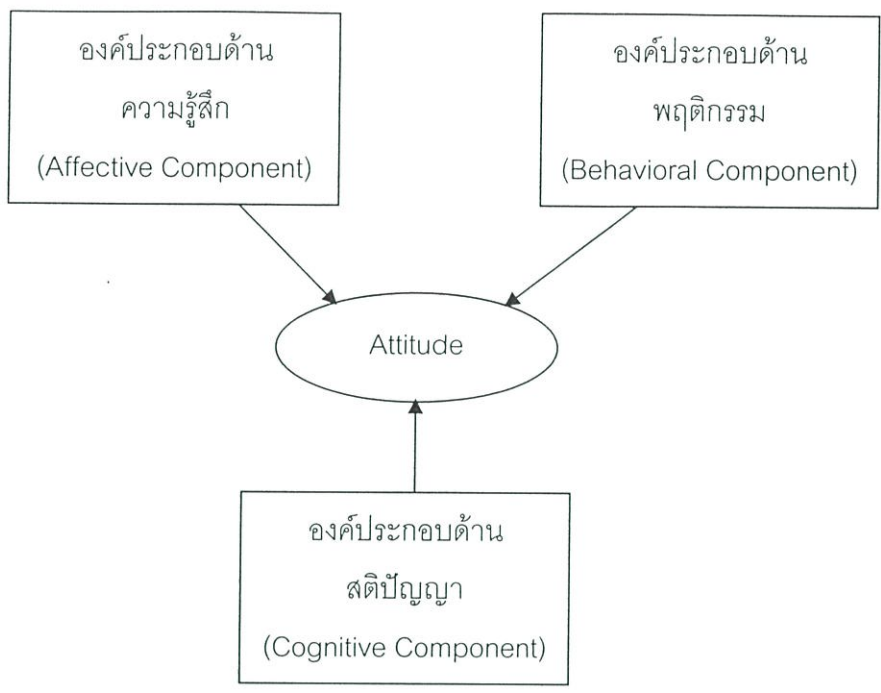 องค์ประกอบด้าน
ความรู้สึก
(Affective Component)
องค์ประกอบด้าน
พฤติกรรม
(Behavioral Component)
Attitude
องค์ประกอบด้าน
สติปัญญา
(Cognitive Component)